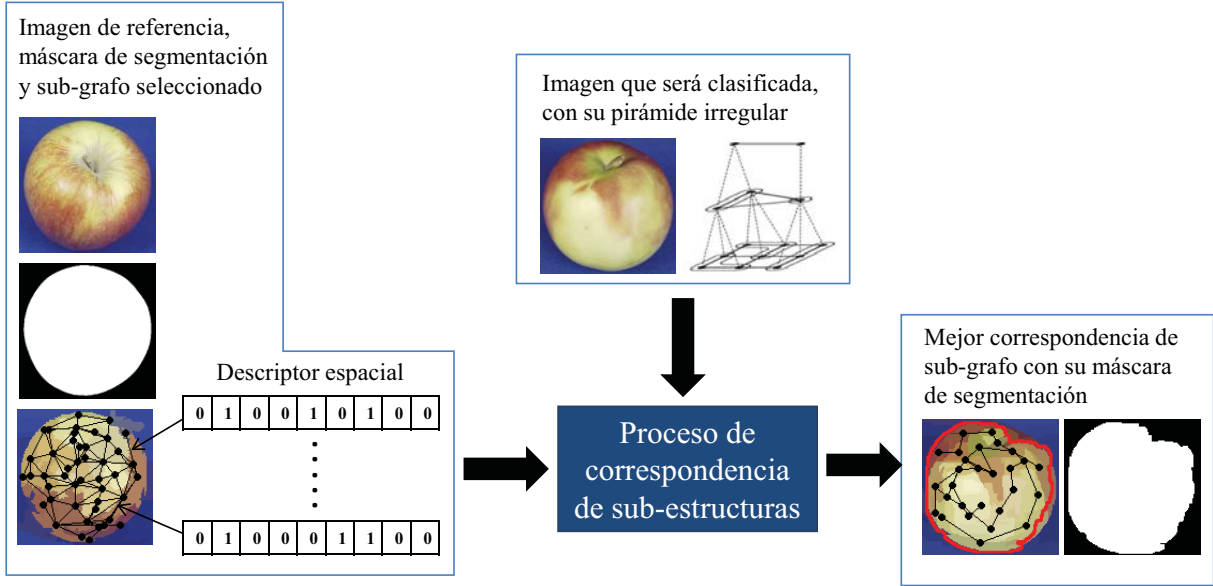 Imagen de referencia,
máscara de segmentación
y sub-grafo seleccionado
Descriptor espacial
0 1 0 0 1 0 1 0 0
0 1 0 0 0 1 1 0 0
Imagen que será clasificada,
con su pirámide irregular
Proceso de
correspondencia
de sub-estructuras
Mejor correspondencia de
sub-grafo con su máscara
de segmentación